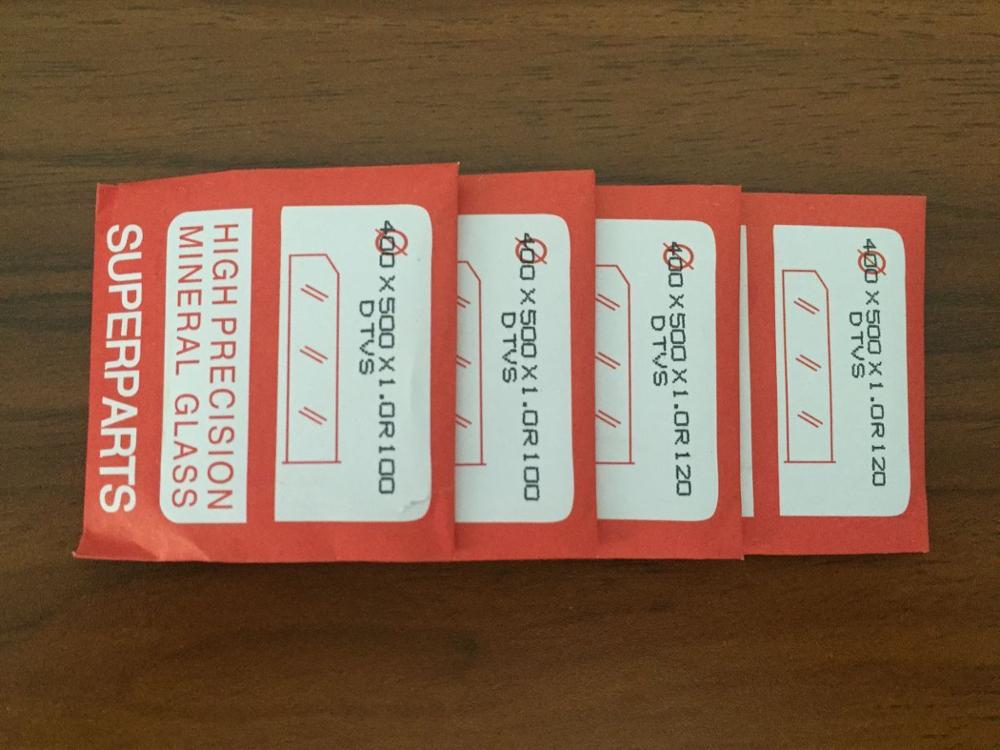 400 X 500 X 1.0R120
DTVS
400 X 500 X 1.0R120
DTVS
400 X 500 X 1.0R100
DTVS
400 X 500 X 1.0R100
DTVS
HIGH PRECISION
MINERAL GLASS
SUPERPARTS